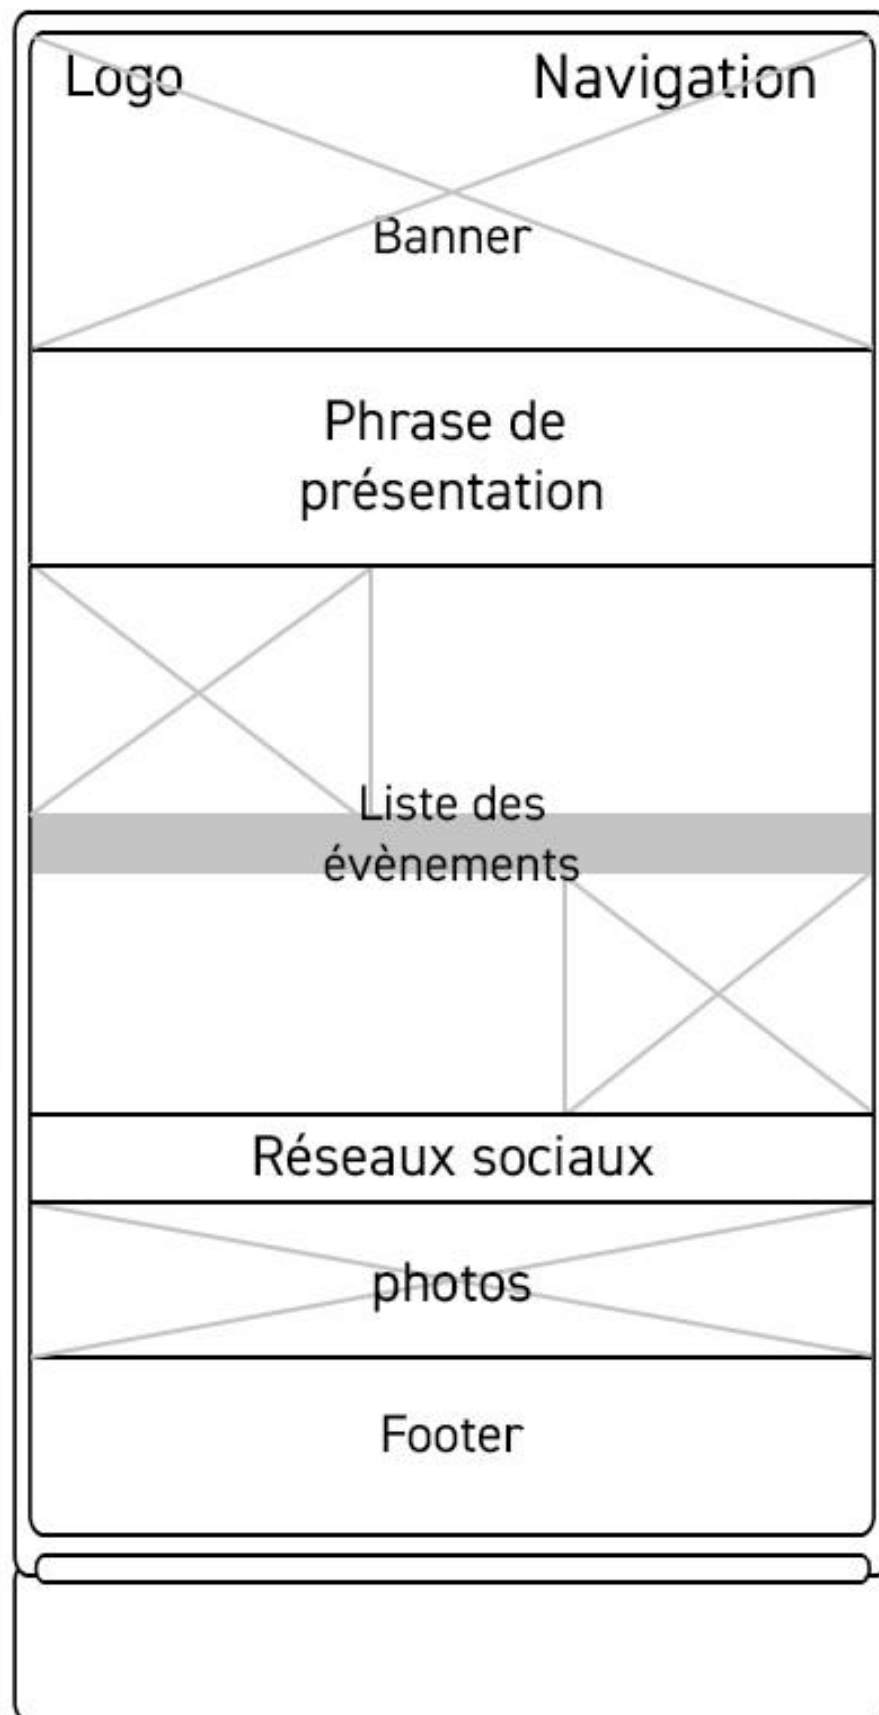 Logo
Navigation
Banner
Phrase de
présentation
Liste des
évènements
Réseaux sociaux
photos
Footer